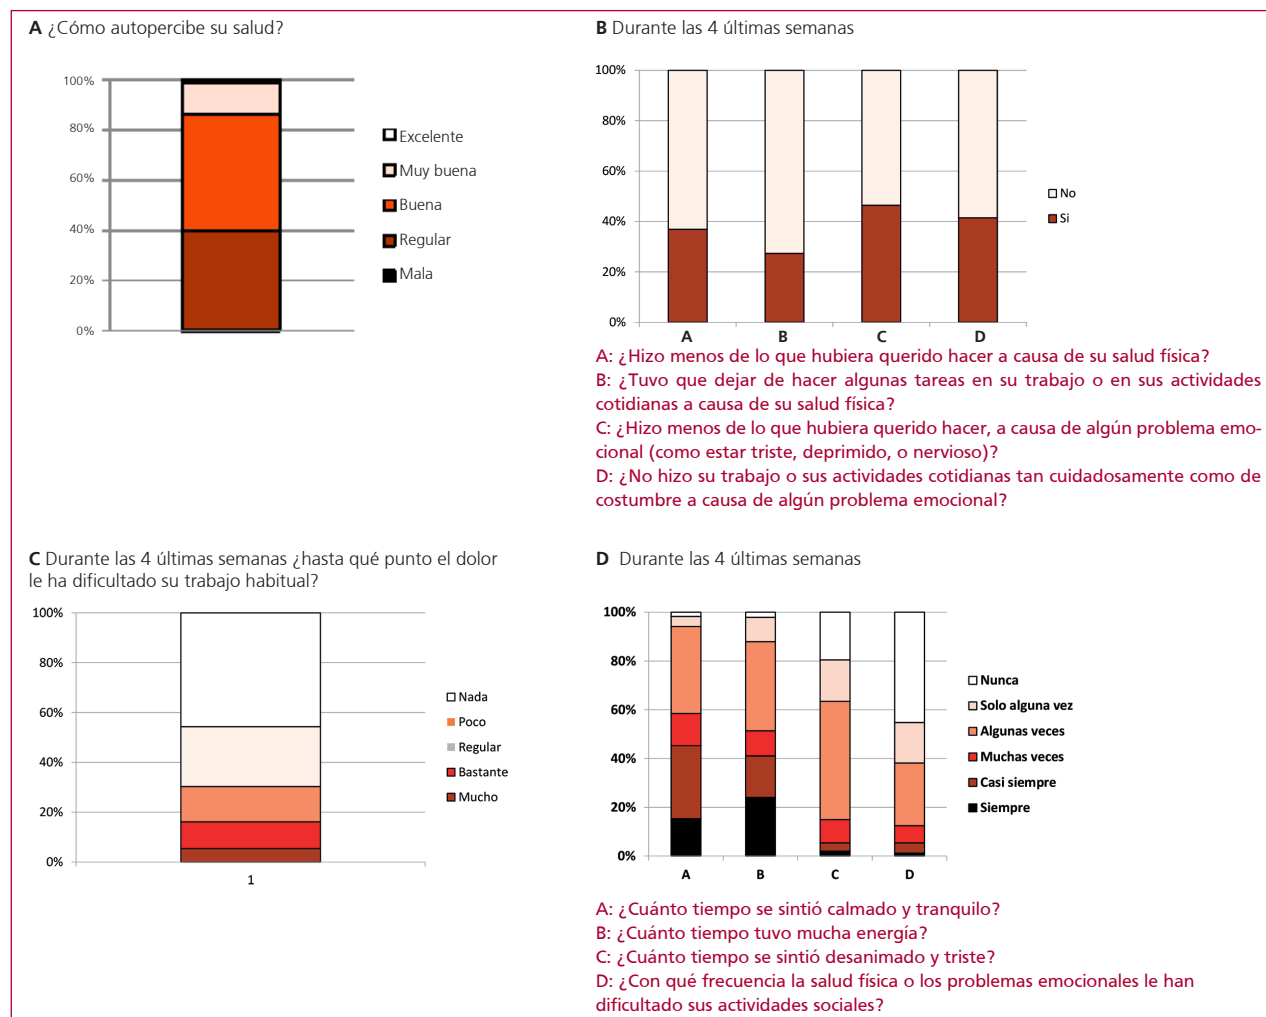 A ¿Cómo autopercibe su salud?
100%
80%
60%
40%
20%
0%
Excelente
Muy buena
Buena
Regular
Mala
B Durante las 4 últimas semanas
100%
80%
60%
40%
20%
0%
A B C D
No
Si
A: ¿Hizo menos de lo que hubiera querido hacer a causa de su salud física?
B: ¿Tuvo que dejar de hacer algunas tareas en su trabajo o en sus actividades
cotidianas a causa de su salud física?
C: ¿Hizo menos de lo que hubiera querido hacer, a causa de algún problema emo-
cional (como estar triste, deprimido, o nervioso)?
D: ¿No hizo su trabajo o sus actividades cotidianas tan cuidadosamente como de
costumbre a causa de algún problema emocional?
C Durante las 4 últimas semanas ¿hasta qué punto el dolor
le ha dificultado su trabajo habitual?
100%
80%
60%
40%
20%
0%
1
Nada
Poco
Regular
Bastante
Mucho
D Durante las 4 últimas semanas
100%
80%
60%
40%
20%
0%
A B C D
Nunca
Solo alguna vez
Algunas veces
Muchas veces
Casi siempre
Siempre
A: ¿Cuánto tiempo se sintió calmado y tranquilo?
B: ¿Cuánto tiempo tuvo mucha energía?
C: ¿Cuánto tiempo se sintió desanimado y triste?
D: ¿Con qué frecuencia la salud física o los problemas emocionales le han
dificultado sus actividades sociales?